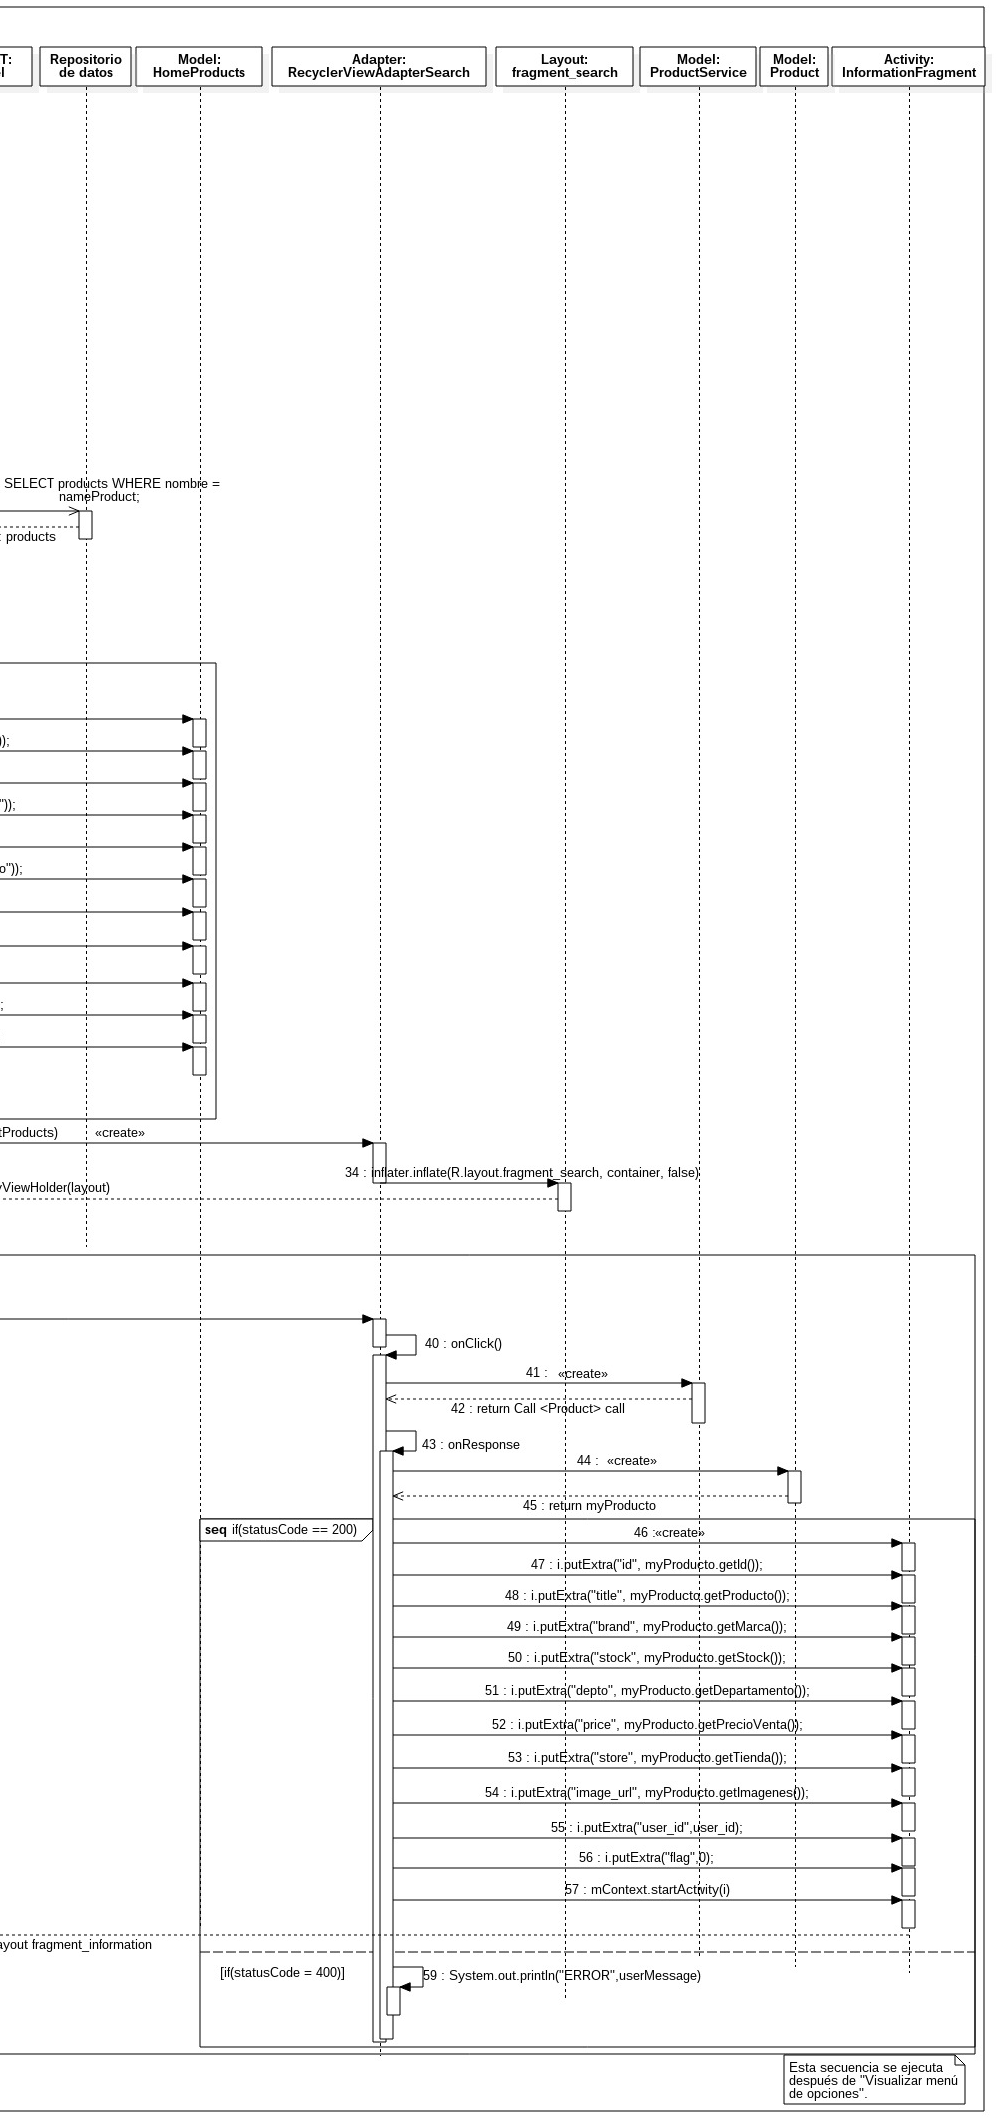 T:
el
Repositorio
de datos
Model:
HomeProducts
Adapter:
RecyclerViewAdapterSearch
Layout:
fragment_search
Model:
ProductService
Model:
Product
Activity:
InformationFragment
SELECT products WHERE nombre =
nameProduct;
: products
));
"));
o"));
;
tProducts)
«create»
34 : inflater.inflate(R.layout.fragment_search, container, false)
yViewHolder(layout)
40 : onClick()
41 : «create»
42 : return Call <Product> call
43 : onResponse
44 : «create»
45 : return myProducto
seq if(statusCode == 200)
46 :«create»
47 : i.putExtra("id", myProducto.getId());
48 : i.putExtra("title", myProducto.getProducto());
49 : i.putExtra("brand", myProducto.getMarca());
50 : i.putExtra("stock", myProducto.getStock());
51 : i.putExtra("depto", myProducto.getDepartamento());
52 : i.putExtra("price", myProducto.getPrecioVenta());
53 : i.putExtra("store", myProducto.getTienda());
54 : i.putExtra("image_url", myProducto.getImagenes());
55 : i.putExtra("user_id",user_id);
56 : i.putExtra("flag",0);
57 : mContext.startActivity(i)
ayout fragment_information
[if(statusCode = 400)]
59 : System.out.println("ERROR",userMessage)
Esta secuencia se ejecuta
después de "Visualizar menú
de opciones".